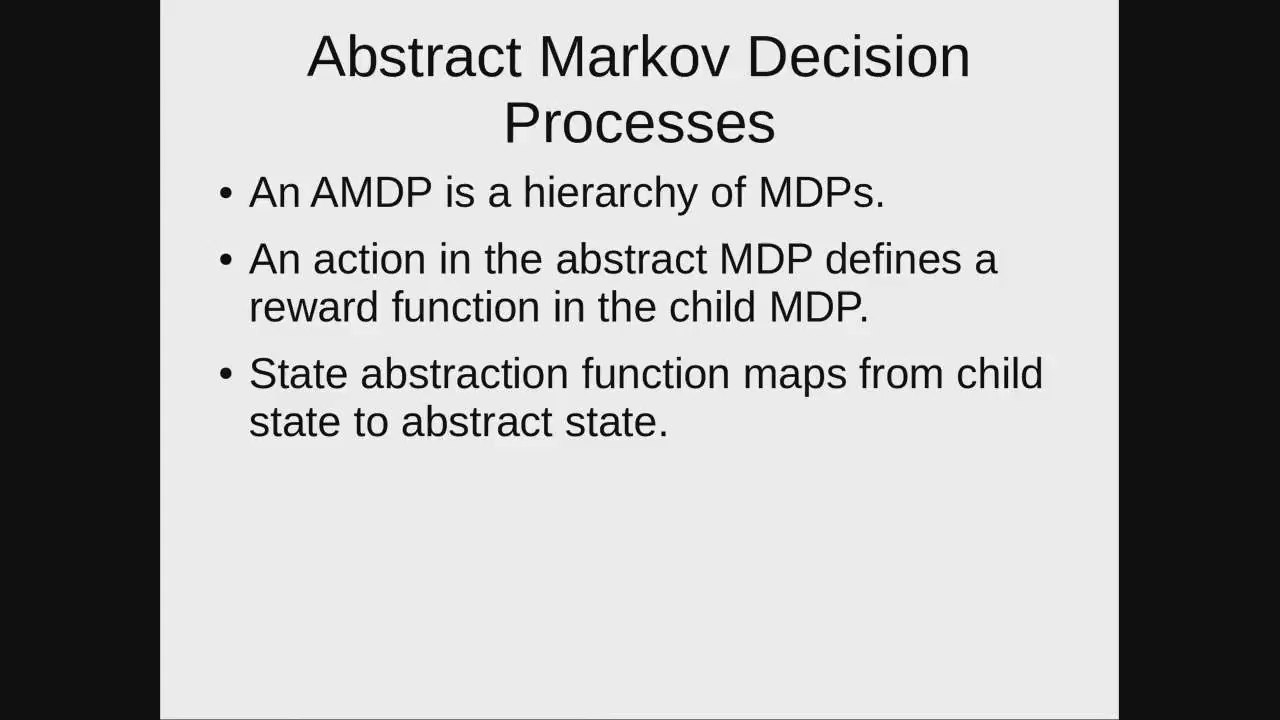 Abstract Markov Decision
Processes
• An AMDP is a hierarchy of MDPs.
• An action in the abstract MDP defines a
reward function in the child MDP.
• State abstraction function maps from child
state to abstract state.